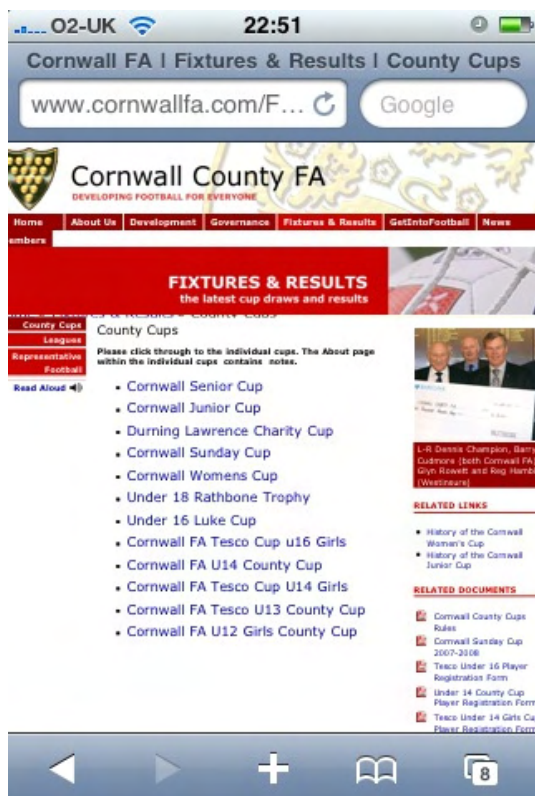 O2-UK 22:51
Cornwall FA | Fixtures & Results | County Cups
www.cornwallfa.com/F... Google
Cornwall County FA
DEVELOPING FOOTBALL FOR EVERYONE
Home About Us Development Governance Fixtures & Results GetIntoFootball News
embers
FIXTURES & RESULTS
the latest cup draws and results
County Cups
Leagues
Representative
Football
Read Aloud
County Cups
Please click through to the individual cups. The About page
within the individual cups contains notes.
Cornwall Senior Cup
Cornwall Junior Cup
Durning Lawrence Charity Cup
Cornwall Sunday Cup
Cornwall Womens Cup
Under 18 Rathbone Trophy
Under 16 Luke Cup
Cornwall FA Tesco Cup u16 Girls
Cornwall FA U14 County Cup
Cornwall FA Tesco Cup U14 Girls
Cornwall FA Tesco U13 County Cup
Cornwall FA U12 Girls County Cup
L-R Dennis Champion, Barry
Cudmore (both Cornwall FA)
Glyn Rowett and Reg Hambl
(Westinsure)
RELATED LINKS
History of the Cornwall
Women's Cup
History of the Cornwall
Junior Cup
RELATED DOCUMENTS
Cornwall County Cups
Rules
Cornwall Sunday Cup
2007-2008
Tesco Under 16 Player
Registration Form
Under 14 County Cup
Player Registration Form
Tesco Under 14 Girls Cu
Player Registration Form
8